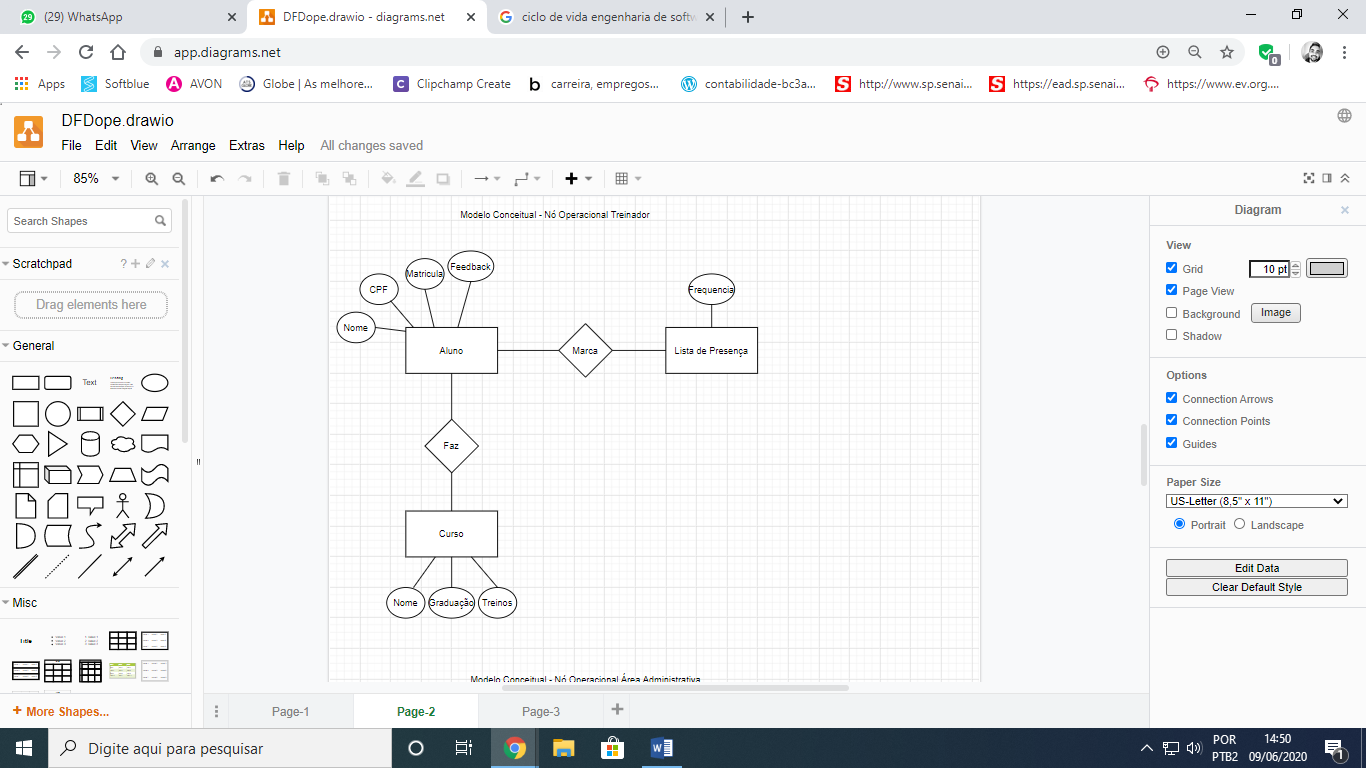 (29) WhatsApp
DFDope.drawio - diagrams.net
ciclo de vida engenharia de softw
app.diagrams.net
0
Apps
Softblue
AVON
Globe | As melhore...
Clipchamp Create
carreira, empregos...
contabilidade-bc3a...
http://www.sp.senai...
https://ead.sp.senai...
https://www.ev.org....
DFDope.drawio
File Edit View Arrange Extras Help All changes saved
85%
Search Shapes
Scratchpad
Drag elements here
General
Text
Misc
Title
+ More Shapes...
Modelo Conceitual - Nó Operacional Treinador
Feedback
Matricula
CPF
Nome
Aluno
Marca
Frequencia
Lista de Presença
Faz
Curso
Nome
Graduação
Treinos
Modelo Conceitual - Nó Operacional Área Administrativa
Page-1
Page-2
Page-3
Diagram
View
Grid
10 pt
Page View
Background
Image
Shadow
Options
Connection Arrows
Connection Points
Guides
Paper Size
US-Letter (8,5" x 11")
Portrait
Landscape
Edit Data
Clear Default Style
Digite aqui para pesquisar
POR
PTB2
14:50
09/06/2020
1